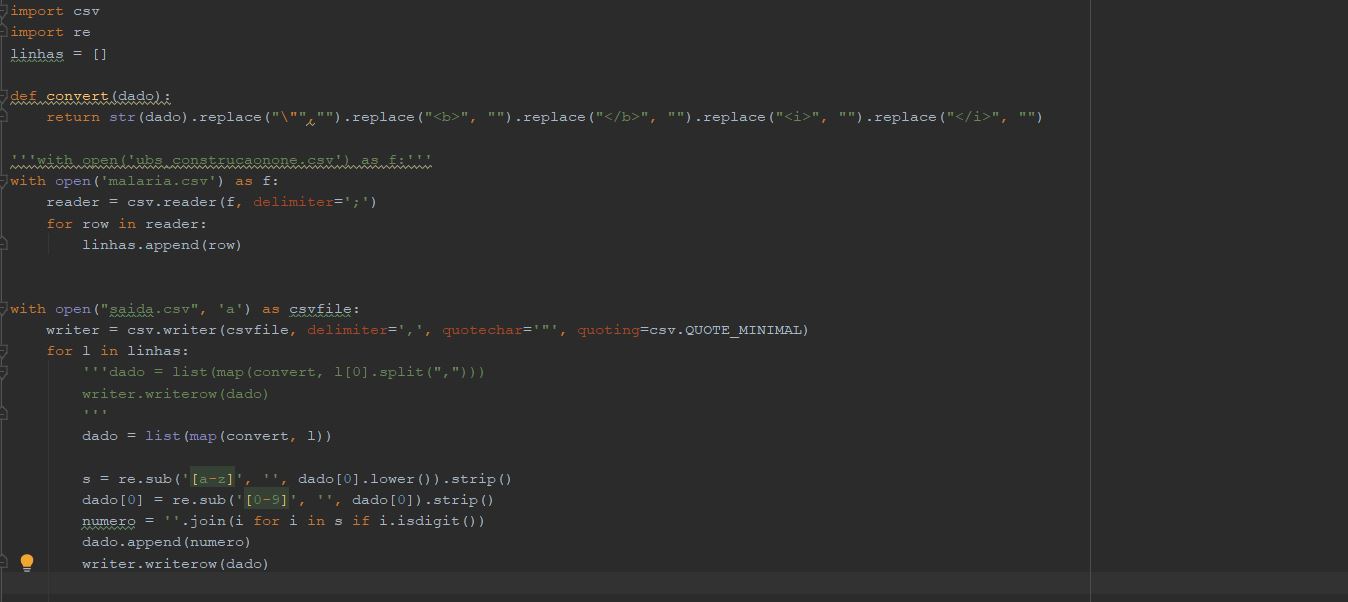 import csv
import re
linhas = []
def convert(dado):
return str(dado).replace("\"","").replace("<b>", "").replace("</b>", "").replace("<i>", "").replace("</i>", "")
'''with open('ubs_construcaonone.csv') as f:'''
with open('malaria.csv') as f:
reader = csv.reader(f, delimiter=';')
for row in reader:
linhas.append(row)
with open("saida.csv", 'a') as csvfile:
writer = csv.writer(csvfile, delimiter=',', quotechar='"', quoting=csv.QUOTE_MINIMAL)
for l in linhas:
'''dado = list(map(convert, l[0].split(",")))
writer.writerow(dado)
'''
dado = list(map(convert, l))
s = re.sub('[a-z]', '', dado[0].lower()).strip()
dado[0] = re.sub('[0-9]', '', dado[0]).strip()
numero = ''.join(i for i in s if i.isdigit())
dado.append(numero)
writer.writerow(dado)